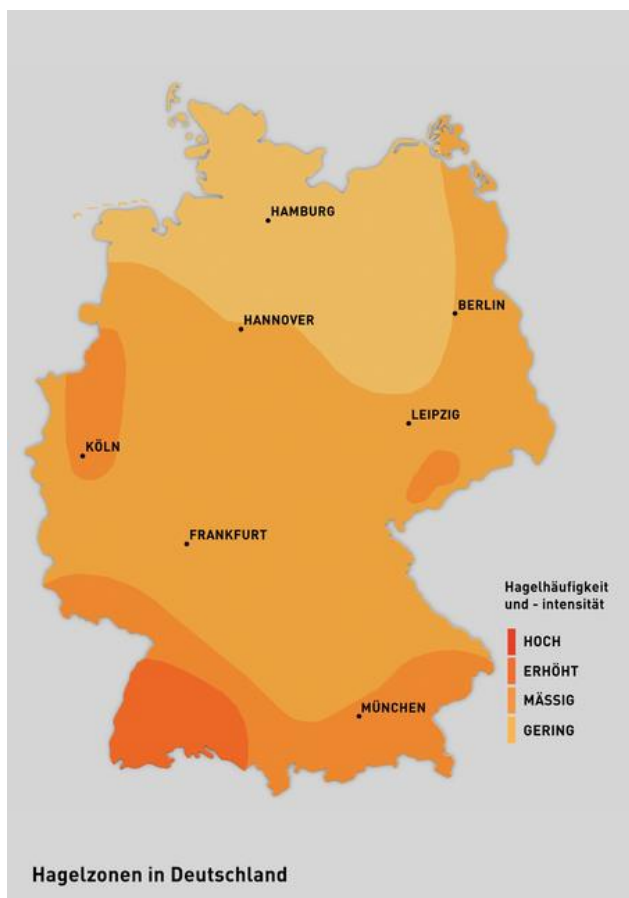 HAMBURG
BERLIN
HANNOVER
LEIPZIG
KÖLN
FRANKFURT
Hagelhäufigkeit
und - intensität
HOCH
ERHÖHT
MÄSSIG
GERING
MÜNCHEN
Hagelzonen in Deutschland